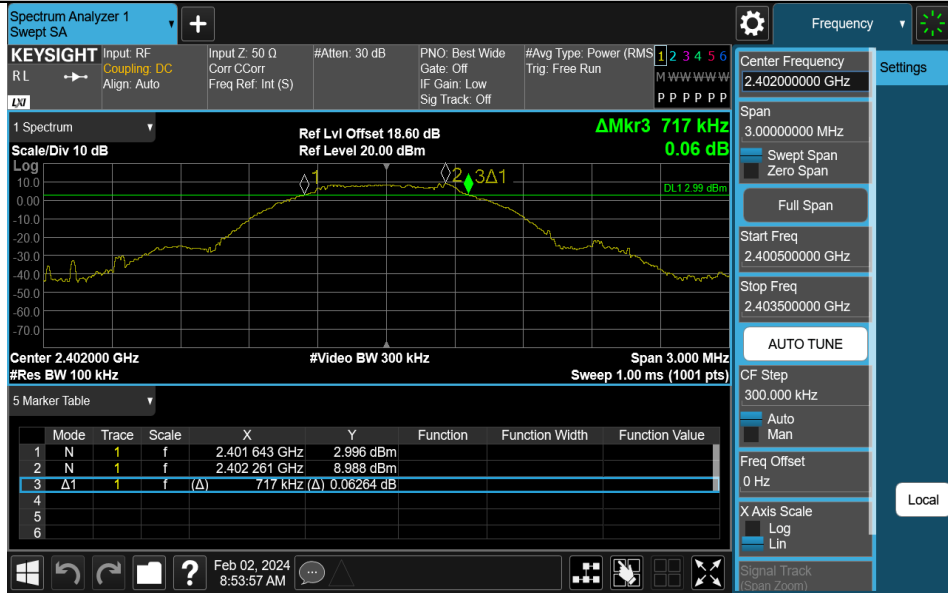 Spectrum Analyzer 1
Swept SA
+
Frequency
KEYSIGHT
RL
LXI
Input: RF
Coupling: DC
Align: Auto
Input Z: 50 Ω
Corr CCorr
Freq Ref: Int (S)
#Atten: 30 dB
PNO: Best Wide
Gate: Off
IF Gain: Low
Sig Track: Off
#Avg Type: Power (RMS
Trig: Free Run
1 2 3 4 5 6
M W W W W W
P P P P P P
1 Spectrum
Scale/Div 10 dB
Ref Lvl Offset 18.60 dB
Ref Level 20.00 dBm
ΔMkr3 717 kHz
0.06 dB
Log
10.0
0.00
-10.0
-20.0
-30.0
-40.0
-50.0
-60.0
-70.0
1
2
3Δ1
DL1 2.99 dBm
Center 2.402000 GHz
#Video BW 300 kHz
Span 3.000 MHz
#Res BW 100 kHz
Sweep 1.00 ms (1001 pts)
5 Marker Table
Mode Trace Scale X Y Function Function Width Function Value
1 N 1 f 2.401 643 GHz 2.996 dBm
2 N 1 f 2.402 261 GHz 8.988 dBm
3 Δ1 1 f (Δ) 717 kHz (Δ) 0.06264 dB
4
5
6
?
Feb 02, 2024
8:53:57 AM
Center Frequency
2.402000000 GHz
Span
3.00000000 MHz
Swept Span
Zero Span
Full Span
Start Freq
2.400500000 GHz
Stop Freq
2.403500000 GHz
AUTO TUNE
CF Step
300.000 kHz
Auto
Man
Freq Offset
0 Hz
X Axis Scale
Log
Lin
Signal Track
(Span Zoom)
Settings
Local